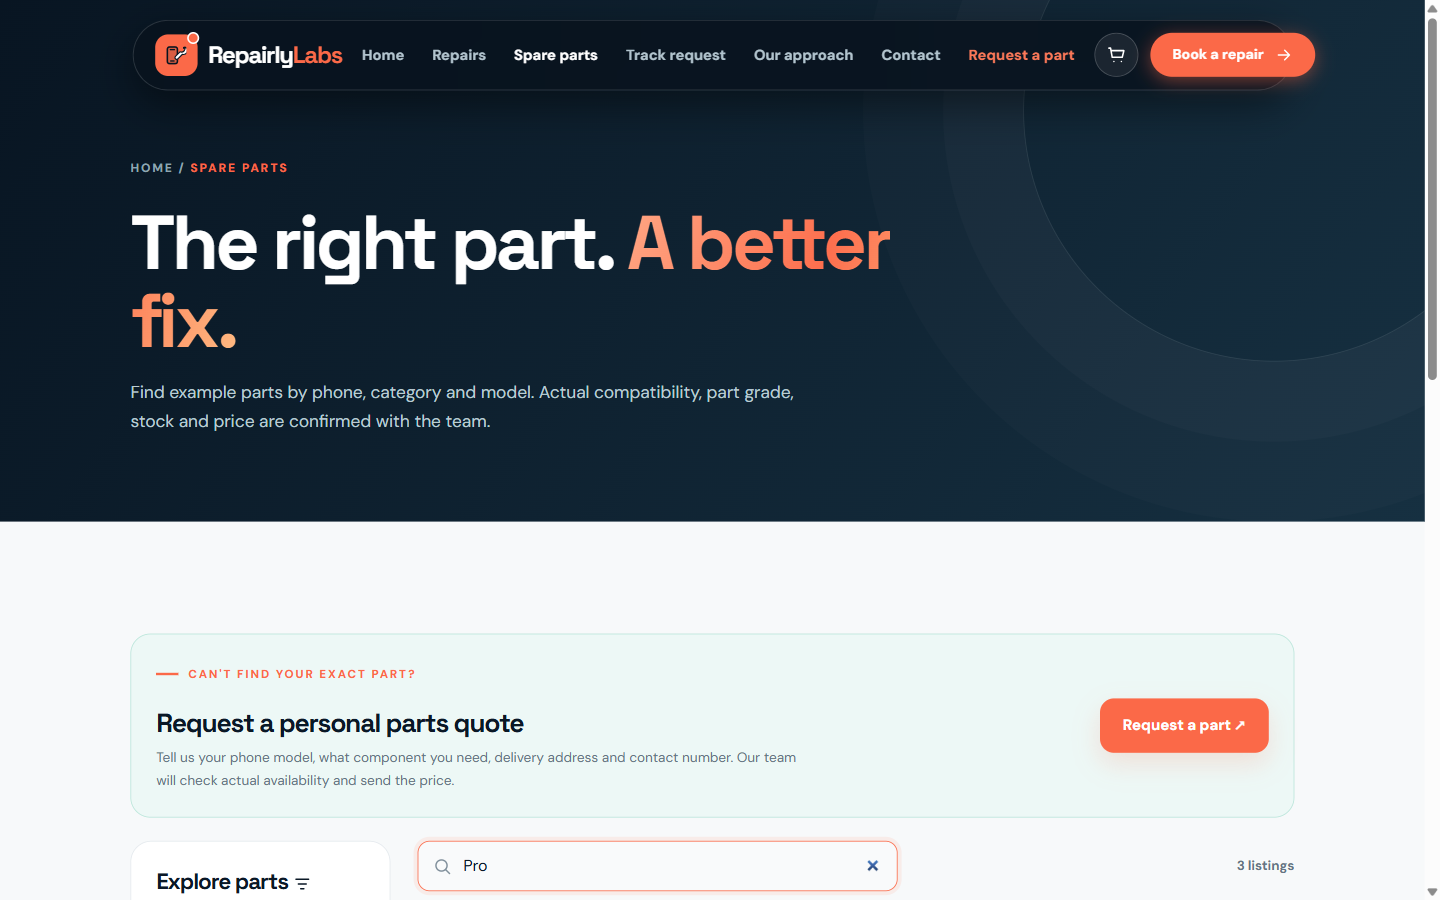 RepairlyLabs Home Repairs Spare parts Track request Our approach Contact Request a part Book a repair →
HOME / SPARE PARTS
The right part. A better
fix.
Find example parts by phone, category and model. Actual compatibility, part grade,
stock and price are confirmed with the team.
CAN'T FIND YOUR EXACT PART?
Request a personal parts quote
Request a part ↗
Tell us your phone model, what component you need, delivery address and contact number. Our team
will check actual availability and send the price.
Explore parts
Pro
3 listings